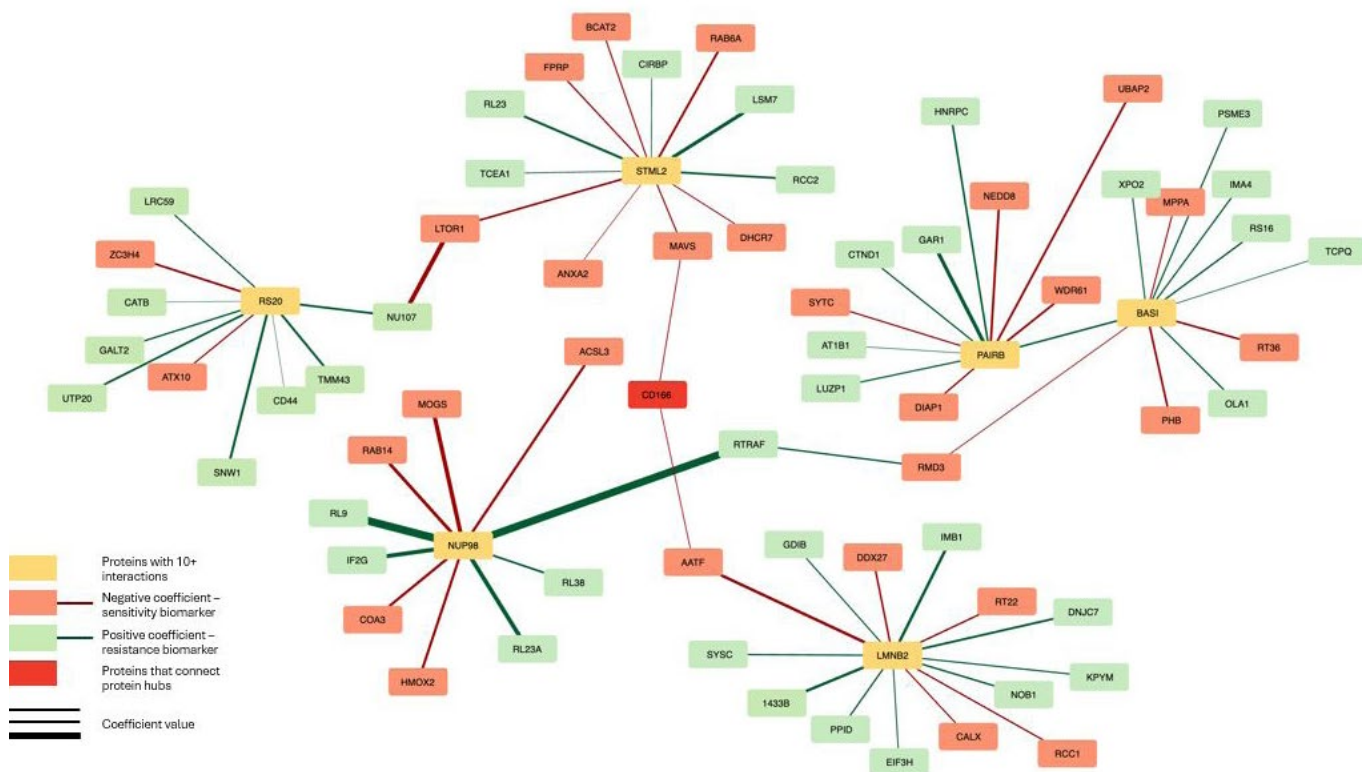 BCAT2
RAB6A
FPRP
CIRBP
UBAP2
RL23
LSM7
HNRPC
PSME3
TCEA1
STML2
RCC2
XPO2
IMA4
LRC59
NEDD8
MPPA
LTOR1
GAR1
RS16
ZC3H4
MAVS
DHCR7
CTND1
TCPQ
ANXA2
WDR61
CATB
RS20
SYTC
NU107
BASI
GALT2
ACSL3
AT1B1
PAIRB
RT36
ATX10
TMM43
UTP20
CD44
LUZP1
CD166
MOGS
DIAP1
OLA1
PHB
RAB14
RTRAF
SNW1
RMD3
RL9
NUP98
GDIB
IMB1
IF2G
DDX27
AATF
RL38
Proteins with 10+
interactions
RT22
DNJC7
Negative coefficient –
sensitivity biomarker
COA3
RL23A
SYSC
LMNB2
Positive coefficient –
resistance biomarker
KPYM
HMOX2
NOB1
Proteins that connect
protein hubs
1433B
PPID
CALX
Coefficient value
EIF3H
RCC1